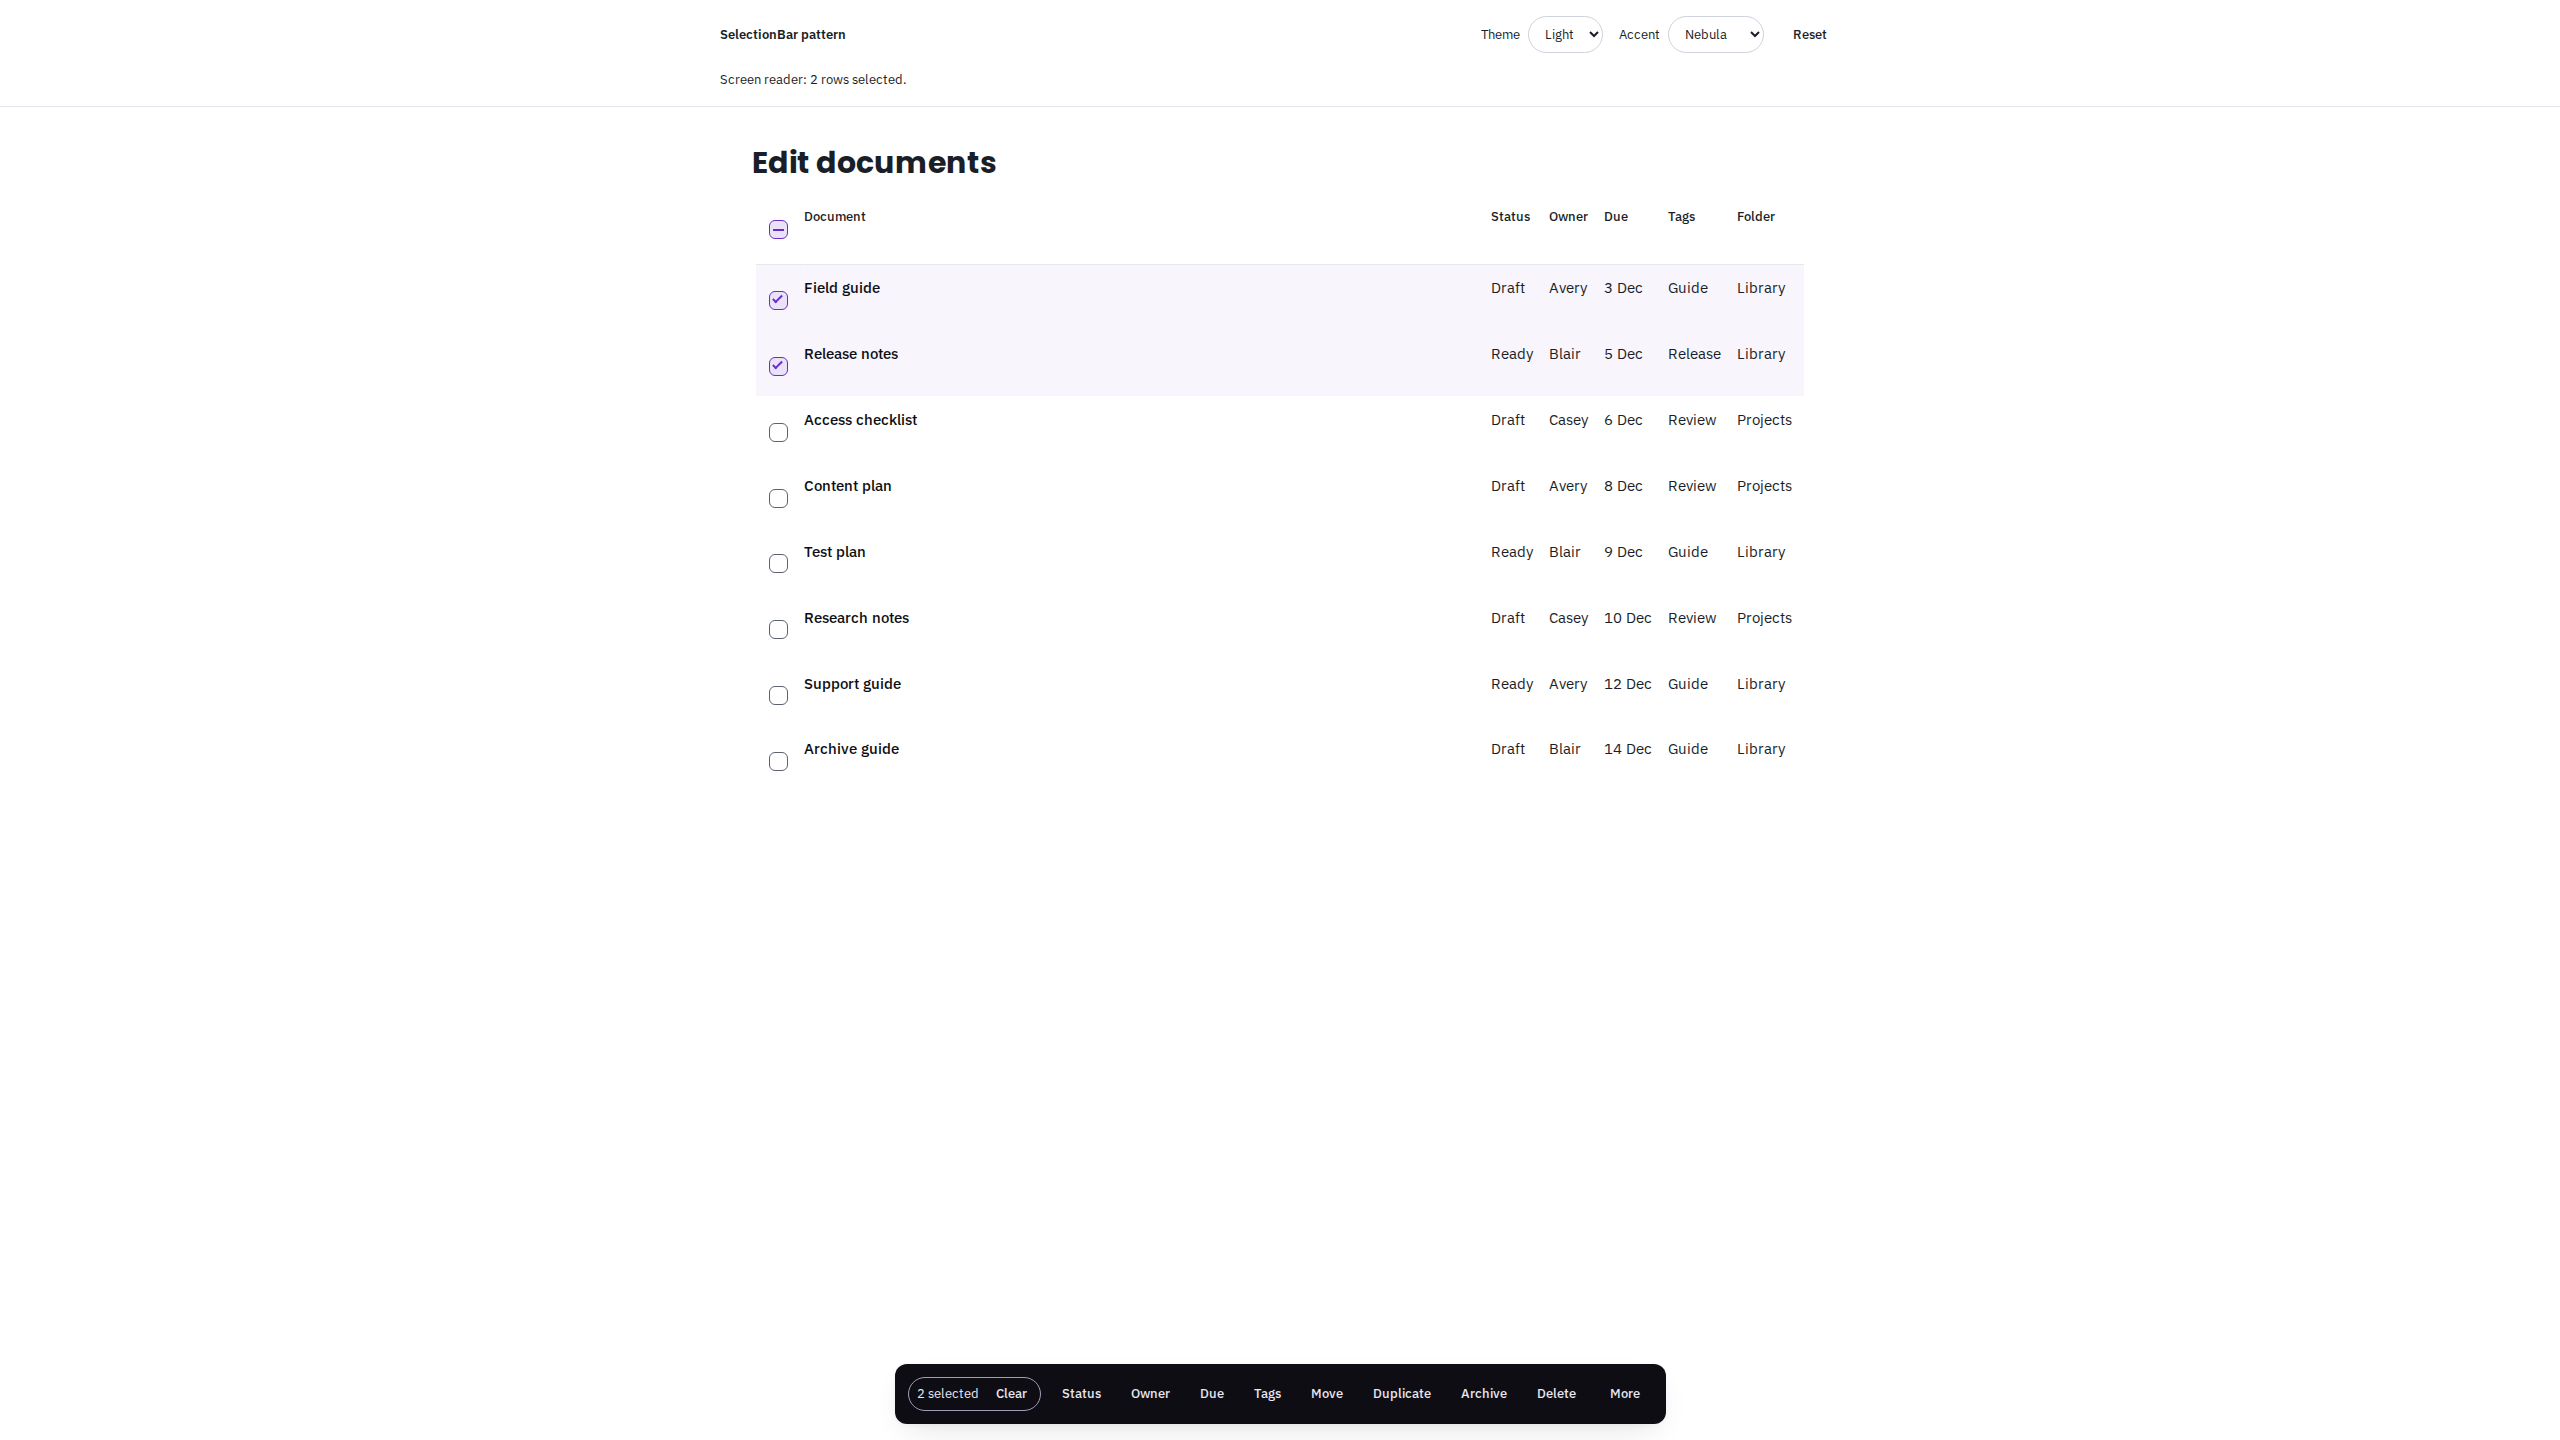 SelectionBar pattern Theme Light Accent Nebula Reset
Screen reader: 2 rows selected.
Edit documents
Document Status Owner Due Tags Folder
Field guide Draft Avery 3 Dec Guide Library
Release notes Ready Blair 5 Dec Release Library
Access checklist Draft Casey 6 Dec Review Projects
Content plan Draft Avery 8 Dec Review Projects
Test plan Ready Blair 9 Dec Guide Library
Research notes Draft Casey 10 Dec Review Projects
Support guide Ready Avery 12 Dec Guide Library
Archive guide Draft Blair 14 Dec Guide Library
2 selected Clear Status Owner Due Tags Move Duplicate Archive Delete More